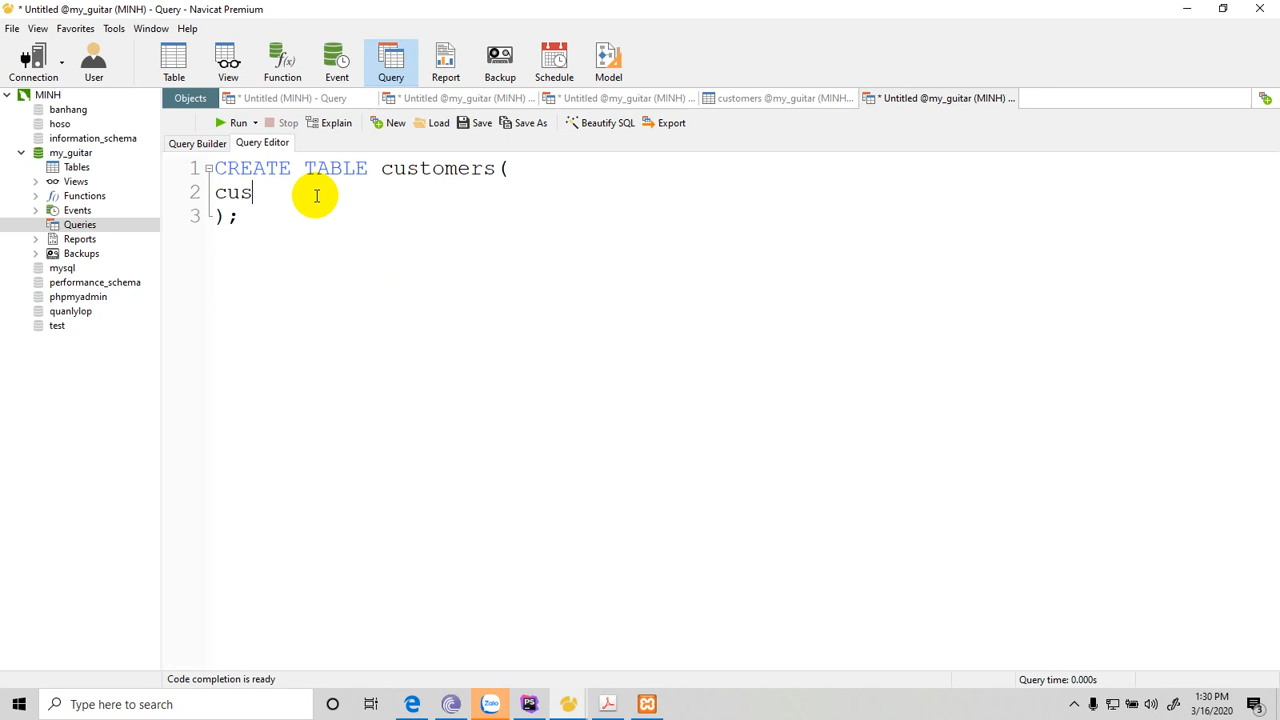 * Untitled @my_guitar (MINH) - Query - Navicat Premium
File View Favorites Tools Window Help
Connection User Table View Function Event Query Report Backup Schedule Model
MINH
Objects * Untitled (MINH) - Query * Untitled @my_guitar (MINH) ... * Untitled @my_guitar (MINH) ... customers @my_guitar (MINH... * Untitled @my_guitar (MINH) ...
banhang
hoso
Run Stop Explain New Load Save Save As Beautify SQL Export
information_schema
Query Builder Query Editor
my_guitar
Tables
Views
Functions
Events
Queries
Reports
Backups
mysql
performance_schema
phpmyadmin
quanlylop
test
1 CREATE TABLE customers(
2 cus
3 );
Code completion is ready Query time: 0.000s
Type here to search
Zalo
PS
1:30 PM
3/16/2020
3